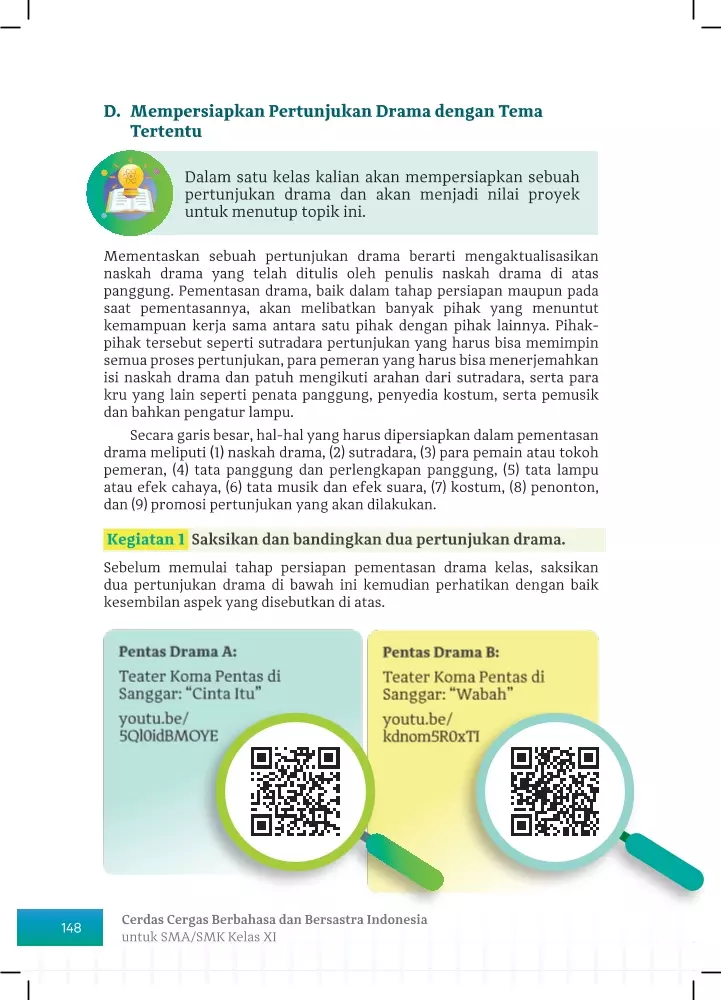 D. Mempersiapkan Pertunjukan Drama dengan Tema
Tertentu
Dalam satu kelas kalian akan mempersiapkan sebuah
pertunjukan drama dan akan menjadi nilai proyek
untuk menutup topik ini.
Mementaskan sebuah pertunjukan drama berarti mengaktualisasikan
naskah drama yang telah ditulis oleh penulis naskah drama di atas
panggung. Pementasan drama, baik dalam tahap persiapan maupun pada
saat pementasannya, akan melibatkan banyak pihak yang menuntut
kemampuan kerja sama antara satu pihak dengan pihak lainnya. Pihak-
pihak tersebut seperti sutradara pertunjukan yang harus bisa memimpin
semua proses pertunjukan, para pemeran yang harus bisa menerjemahkan
isi naskah drama dan patuh mengikuti arahan dari sutradara, serta para
kru yang lain seperti penata panggung, penyedia kostum, serta pemusik
dan bahkan pengatur lampu.
Secara garis besar, hal-hal yang harus dipersiapkan dalam pementasan
drama meliputi (1) naskah drama, (2) sutradara, (3) para pemain atau tokoh
pemeran, (4) tata panggung dan perlengkapan panggung, (5) tata lampu
atau efek cahaya, (6) tata musik dan efek suara, (7) kostum, (8) penonton,
dan (9) promosi pertunjukan yang akan dilakukan.
Kegiatan 1 Saksikan dan bandingkan dua pertunjukan drama.
Sebelum memulai tahap persiapan pementasan drama kelas, saksikan
dua pertunjukan drama di bawah ini kemudian perhatikan dengan baik
kesembilan aspek yang disebutkan di atas.
Pentas Drama A:
Teater Koma Pentas di
Sanggar: “Cinta Itu”
youtu.be/
5Ql0idBMOYE
Pentas Drama B:
Teater Koma Pentas di
Sanggar: “Wabah”
youtu.be/
kdnom5R0xTI
148
Cerdas Cergas Berbahasa dan Bersastra Indonesia
untuk SMA/SMK Kelas XI